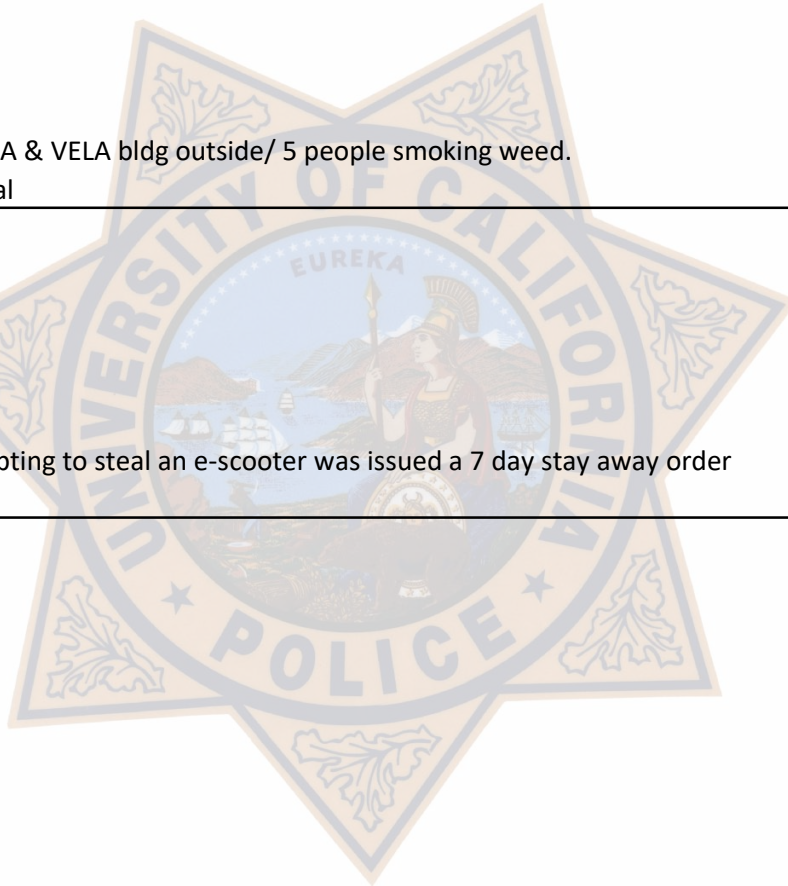 A & VELA bldg outside/ 5 people smoking weed.
al
EUREKA
UNIVERSITY OF CALIFORNIA
pting to steal an e-scooter was issued a 7 day stay away order
POLICE